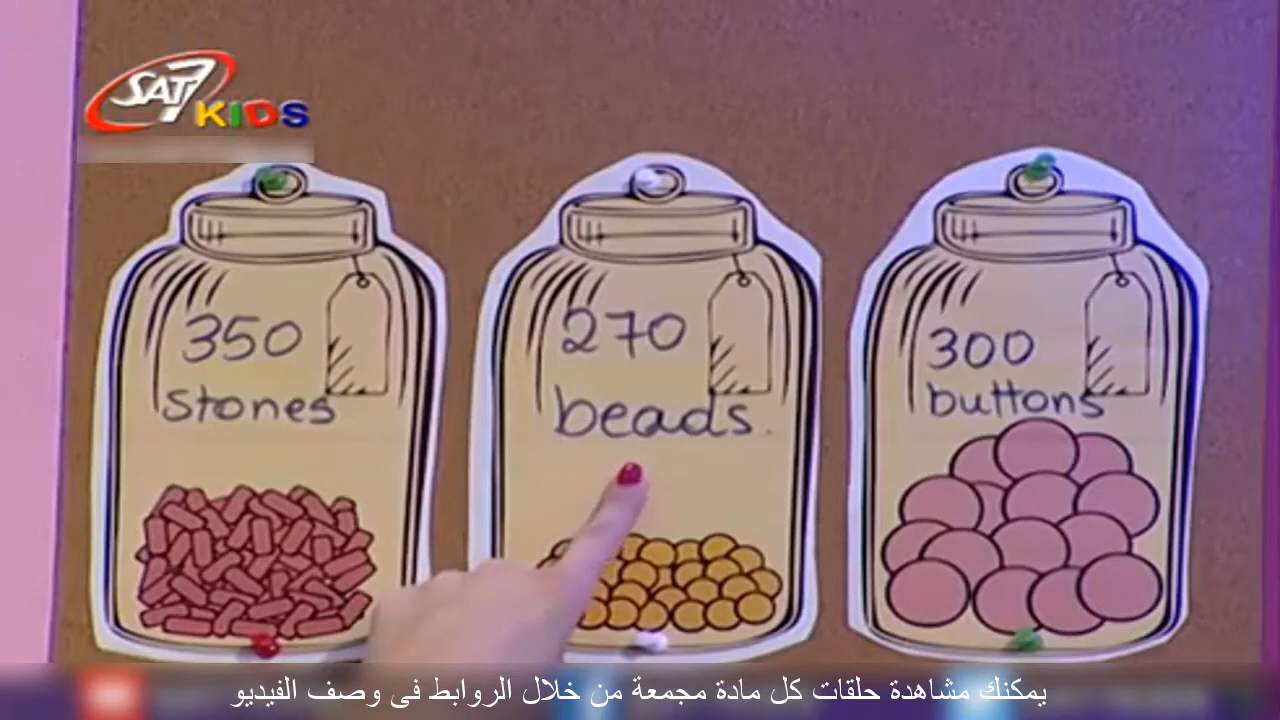 SAT7
KIDS
350
stones
270
beads.
300
buttons
يمكنك مشاهدة حلقات كل مادة مجمعة من خلال الروابط فى وصف الفيديو